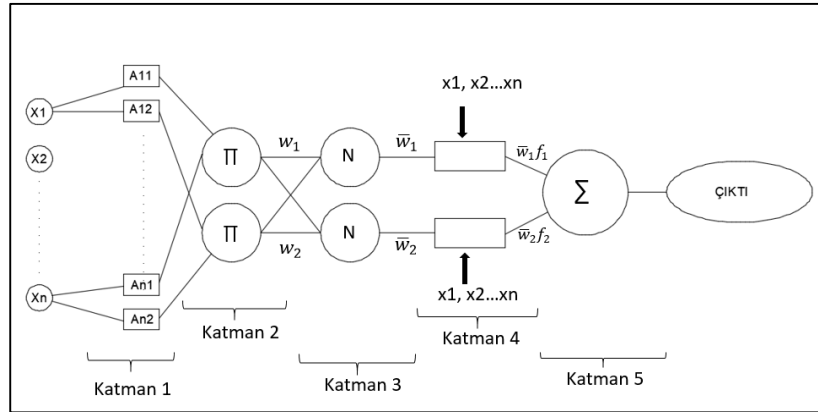 x1, x2...xn
A11
X1
A12
w̄₁f₁
Π
w₁
N
w̄₁
X2
Σ
ÇIKTI
Π
w₂
N
w̄₂
w̄₂f₂
An1
Xn
An2
x1, x2...xn
Katman 1
Katman 2
Katman 3
Katman 4
Katman 5